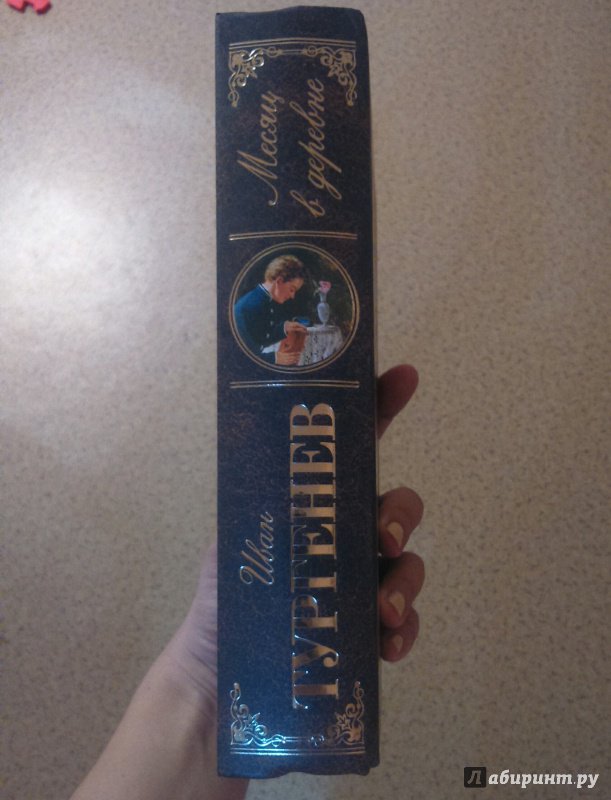 Иван
ТУРГЕНЕВ
Месяц
в деревне
Лабиринт.ру